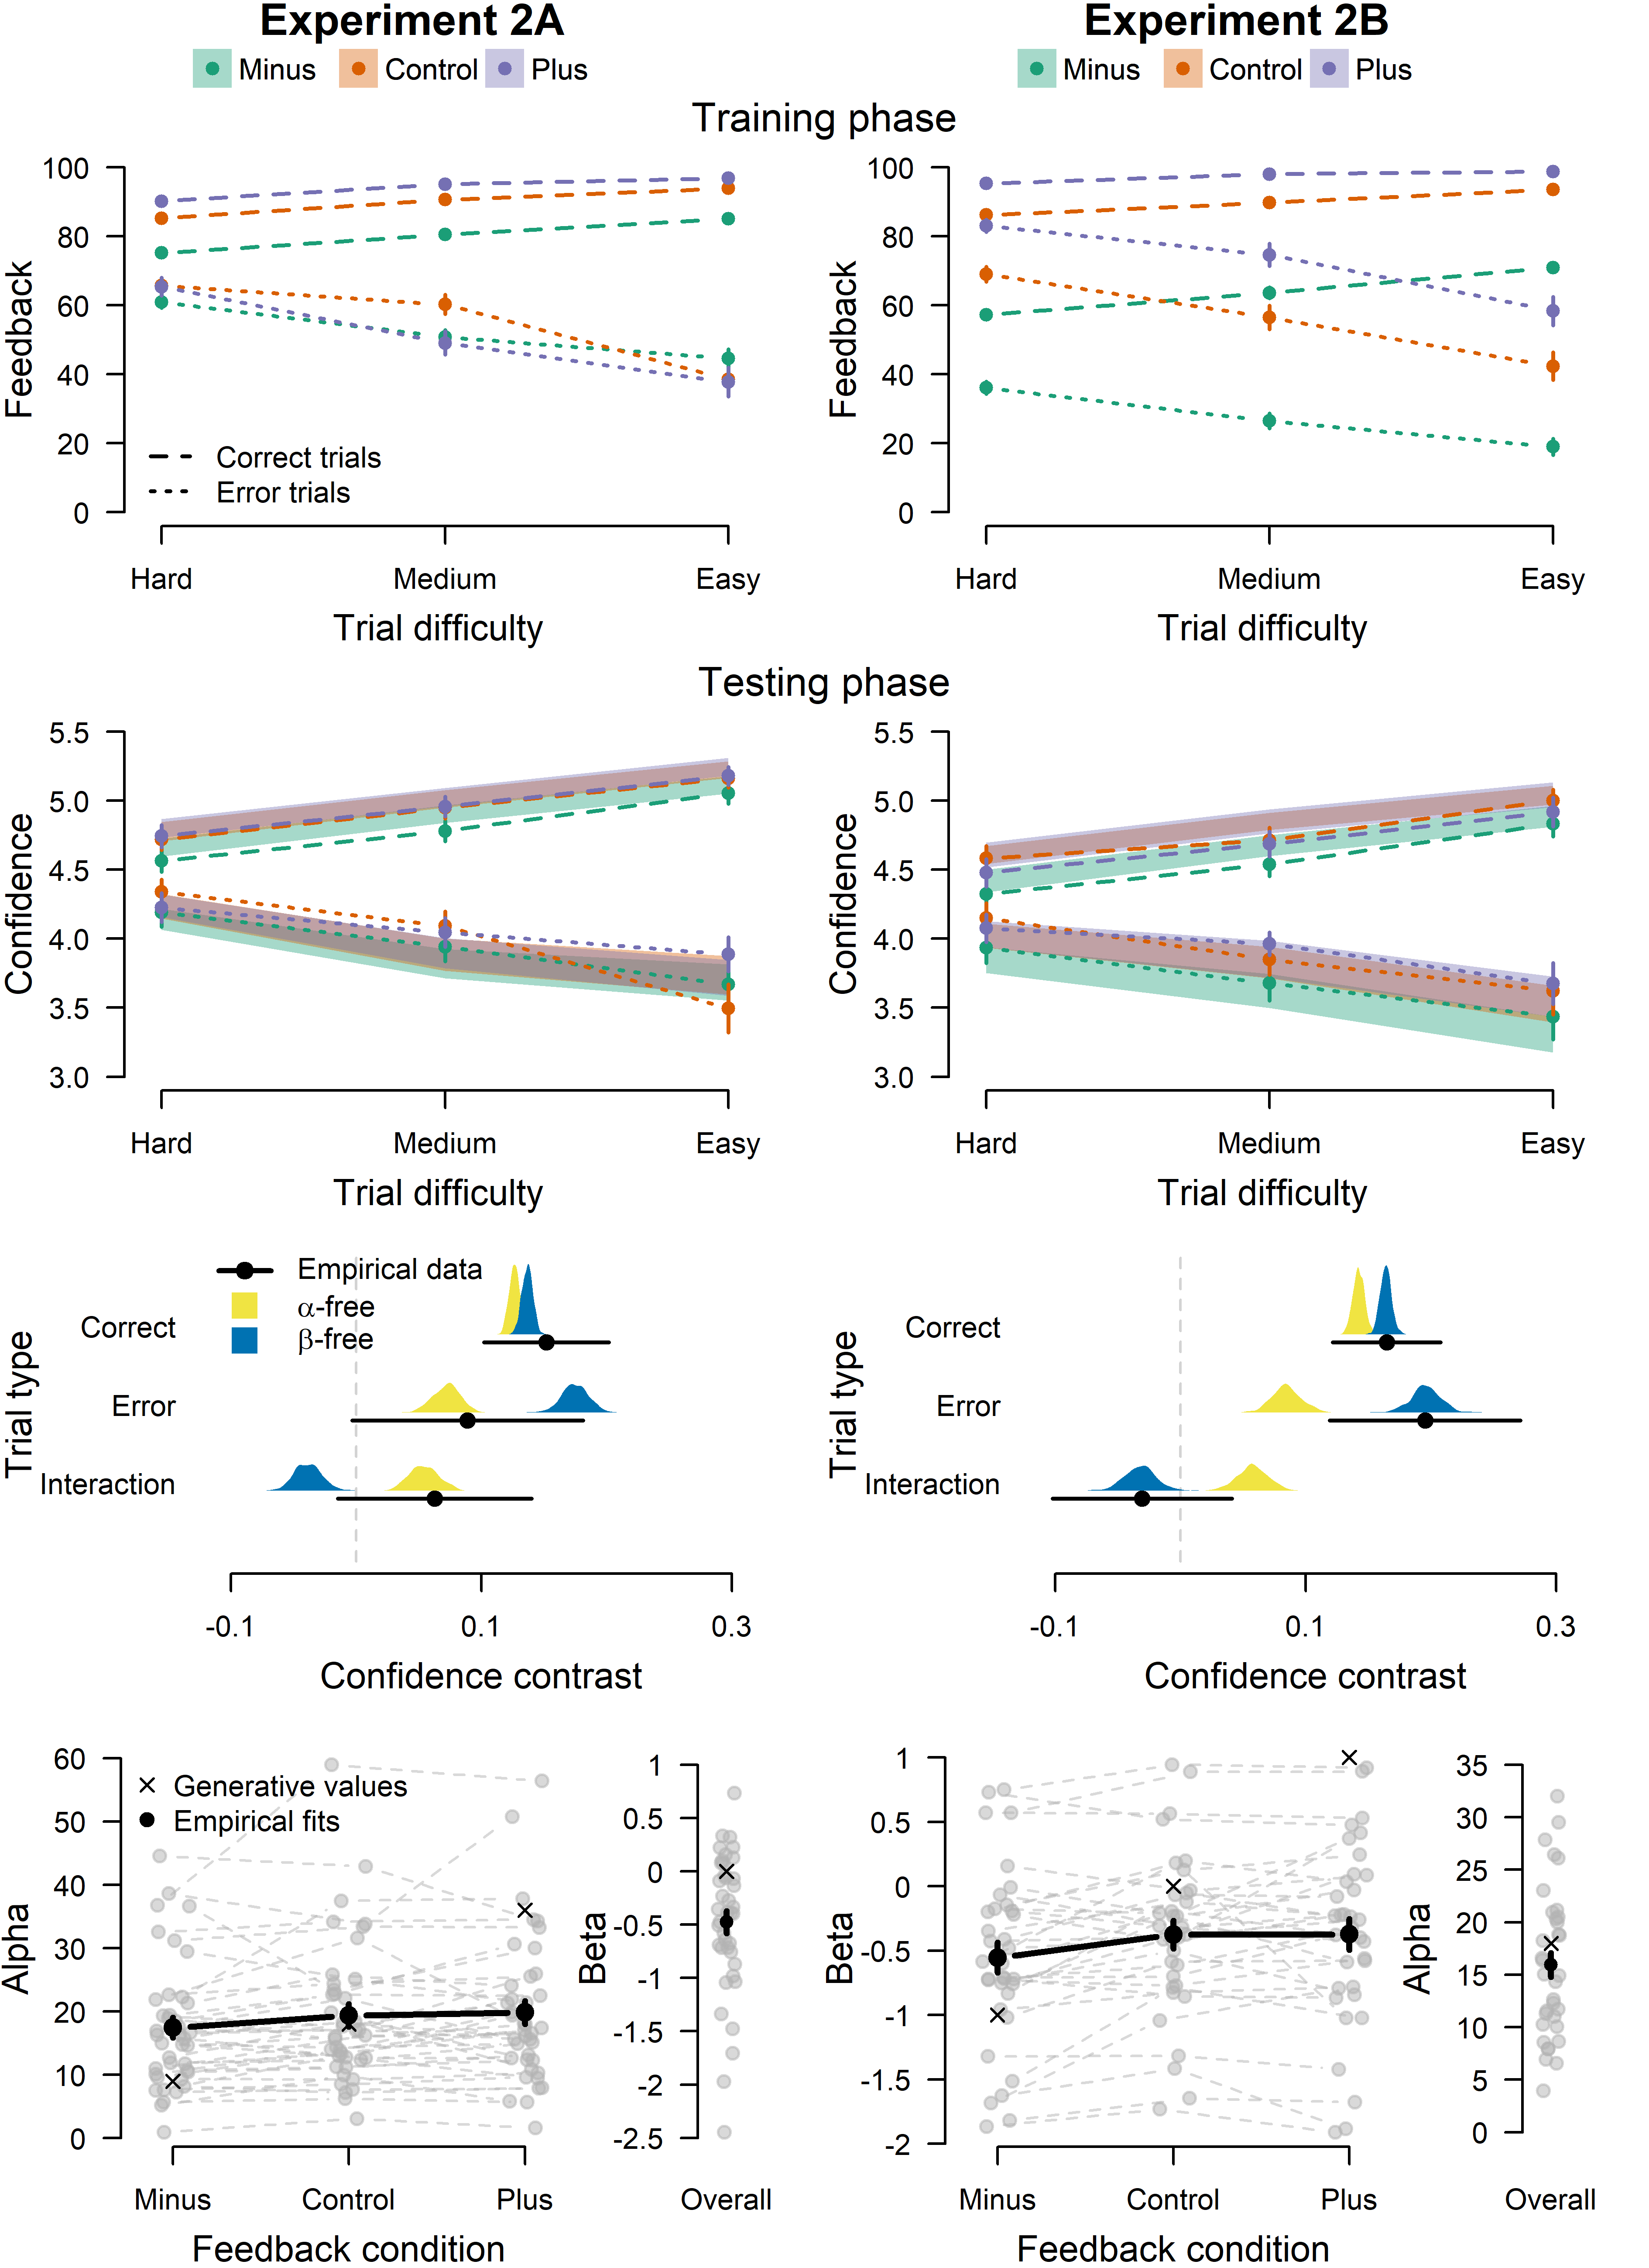 Experiment 2A
Experiment 2B
Minus Control Plus
Minus Control Plus
Training phase
100
80
60
40
20
0
Feedback
Correct trials
Error trials
Hard Medium Easy
Trial difficulty
100
80
60
40
20
0
Feedback
Hard Medium Easy
Trial difficulty
Testing phase
5.5
5.0
4.5
4.0
3.5
3.0
Confidence
Hard Medium Easy
Trial difficulty
5.5
5.0
4.5
4.0
3.5
3.0
Confidence
Hard Medium Easy
Trial difficulty
Empirical data
α-free
β-free
Trial type
Correct
Error
Interaction
-0.1 0.1 0.3
Confidence contrast
Trial type
Correct
Error
Interaction
-0.1 0.1 0.3
Confidence contrast
60
50
40
30
20
10
0
Alpha
Generative values
Empirical fits
Minus Control Plus
Feedback condition
1
0.5
0
-0.5
-1
-1.5
-2
-2.5
Beta
Overall
1
0.5
0
-0.5
-1
-1.5
-2
Beta
Minus Control Plus
Feedback condition
35
30
25
20
15
10
5
0
Alpha
Overall